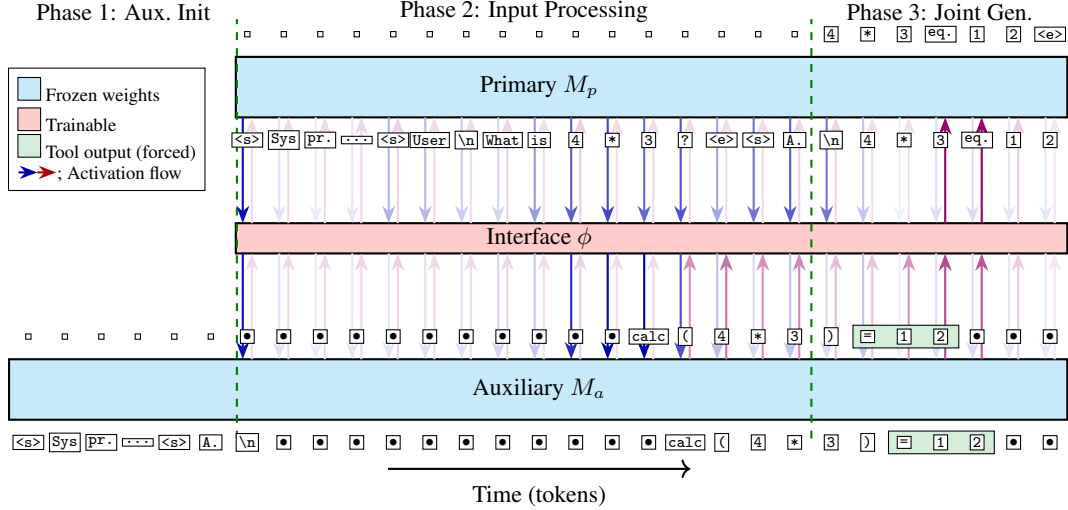 Phase 1: Aux. Init Phase 2: Input Processing Phase 3: Joint Gen.
4 * 3 eq. 1 2 <e>
Primary Mₚ
Frozen weights
Trainable
Tool output (forced)
; Activation flow
<s> Sys pr. ... <s> User \n What is 4 * 3 ? <e> <s> A. \n 4 * 3 eq. 1 2
Interface ϕ
calc ( 4 * 3 ) = 1 2
Auxiliary Mₐ
<s> Sys pr. ... <s> A. \n calc ( 4 * 3 ) = 1 2
Time (tokens)